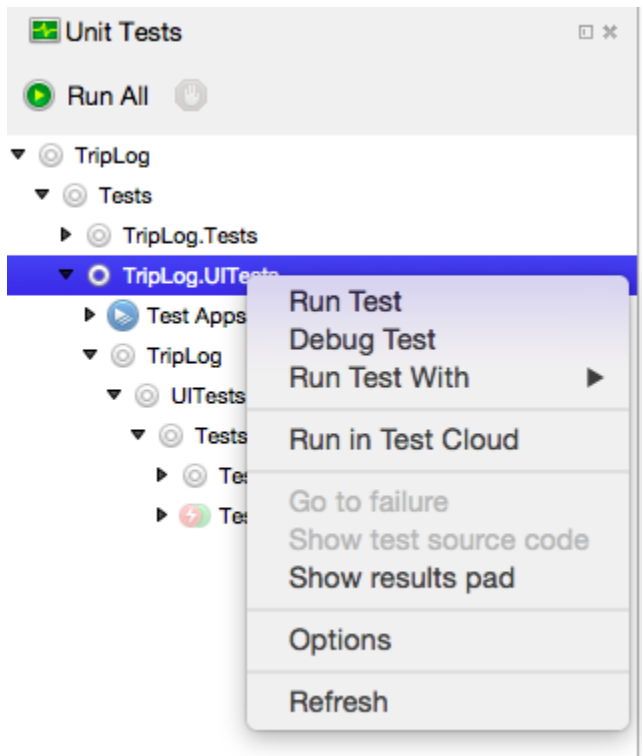 Unit Tests
Run All
TripLog
Tests
TripLog.Tests
TripLog.UITests
Test Apps
TripLog
UITests
Tests
Run Test
Debug Test
Run Test With
Run in Test Cloud
Go to failure
Show test source code
Show results pad
Options
Refresh